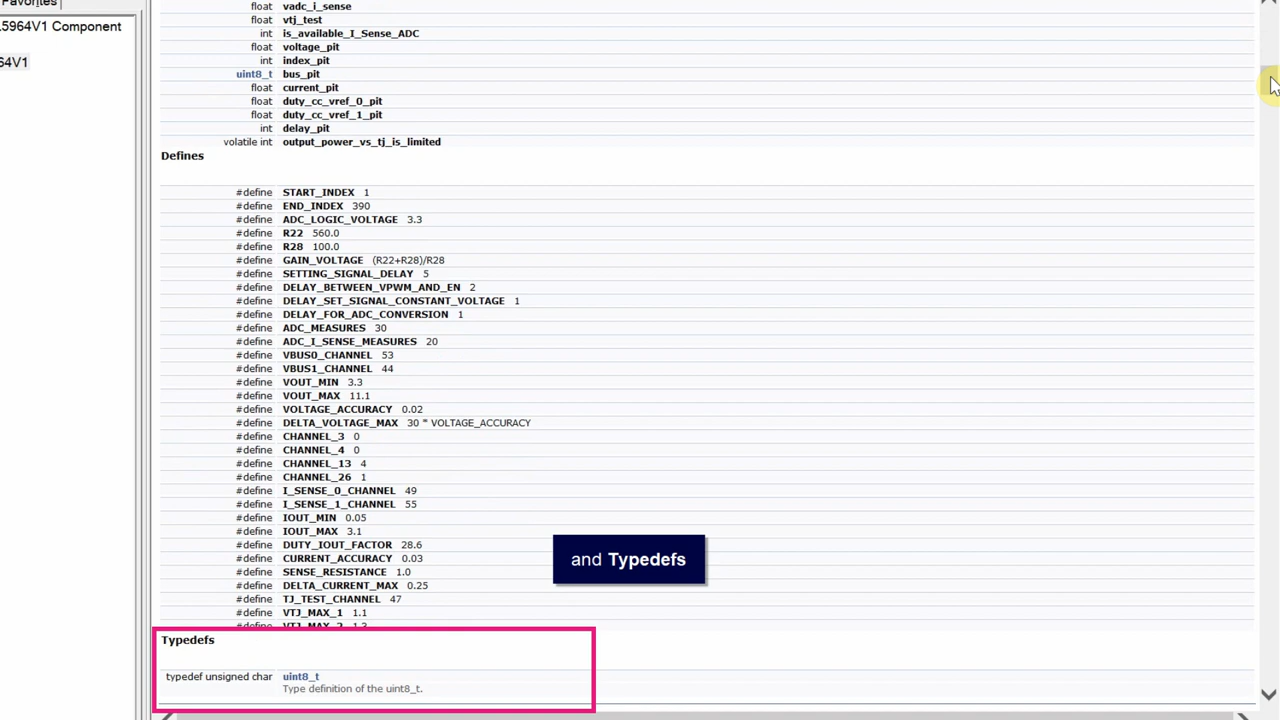 Favorites
L5964V1 Component
64V1
float vadc_i_sense
float vtj_test
int is_available_I_Sense_ADC
float voltage_pit
int index_pit
uint8_t bus_pit
float current_pit
float duty_cc_vref_0_pit
float duty_cc_vref_1_pit
int delay_pit
volatile int output_power_vs_tj_is_limited
Defines
#define START_INDEX 1
#define END_INDEX 390
#define ADC_LOGIC_VOLTAGE 3.3
#define R22 560.0
#define R28 100.0
#define GAIN_VOLTAGE (R22+R28)/R28
#define SETTING_SIGNAL_DELAY 5
#define DELAY_BETWEEN_VPWM_AND_EN 2
#define DELAY_SET_SIGNAL_CONSTANT_VOLTAGE 1
#define DELAY_FOR_ADC_CONVERSION 1
#define ADC_MEASURES 30
#define ADC_I_SENSE_MEASURES 20
#define VBUS0_CHANNEL 53
#define VBUS1_CHANNEL 44
#define VOUT_MIN 3.3
#define VOUT_MAX 11.1
#define VOLTAGE_ACCURACY 0.02
#define DELTA_VOLTAGE_MAX 30 * VOLTAGE_ACCURACY
#define CHANNEL_3 0
#define CHANNEL_4 0
#define CHANNEL_13 4
#define CHANNEL_26 1
#define I_SENSE_0_CHANNEL 49
#define I_SENSE_1_CHANNEL 55
#define IOUT_MIN 0.05
#define IOUT_MAX 3.1
#define DUTY_IOUT_FACTOR 28.6
#define CURRENT_ACCURACY 0.03
#define SENSE_RESISTANCE 1.0
#define DELTA_CURRENT_MAX 0.25
#define TJ_TEST_CHANNEL 47
#define VTJ_MAX_1 1.1
#define VTJ_MAX_2 1.3
and Typedefs
Typedefs
typedef unsigned char uint8_t
Type definition of the uint8_t.